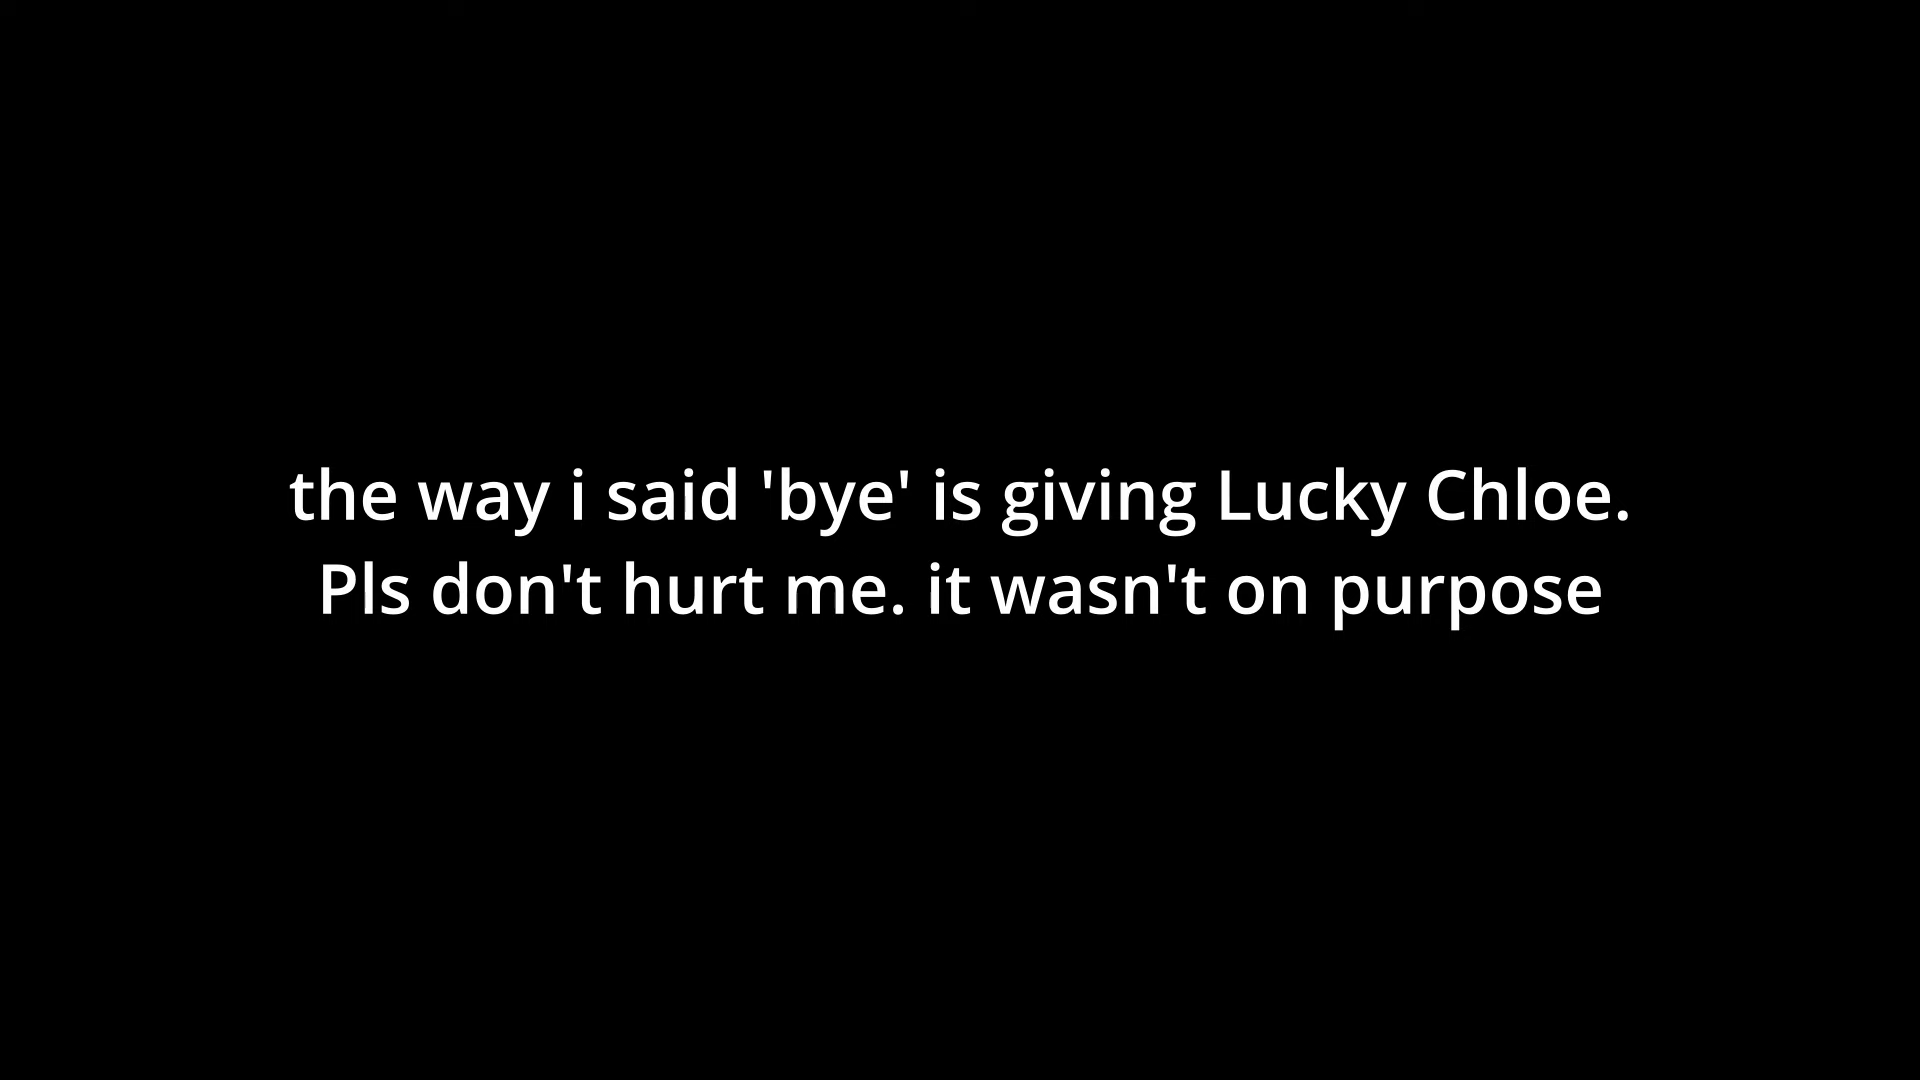 the way i said 'bye' is giving Lucky Chloe.
Pls don't hurt me. it wasn't on purpose